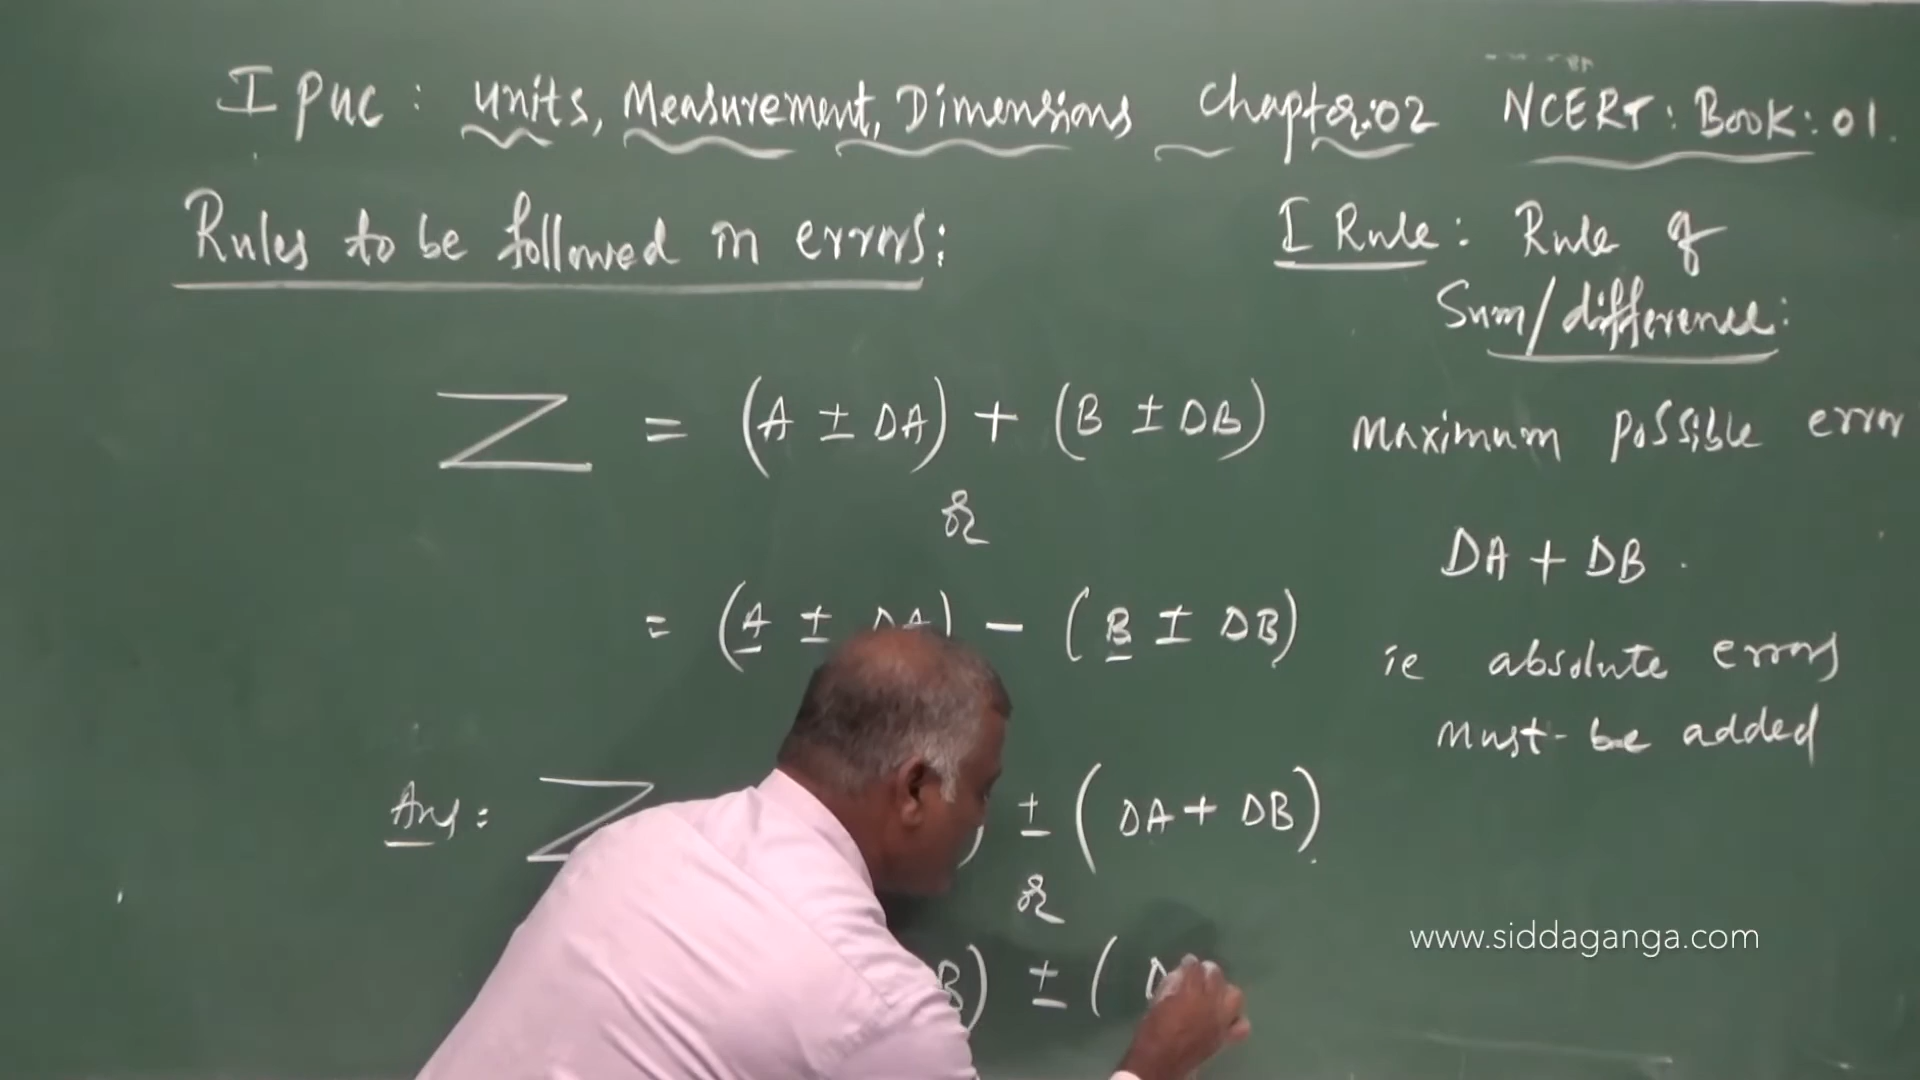 I PUC : Units, Measurement, Dimensions Chapter:02 NCERT: Book: 01.
Rules to be followed in errors:
I Rule: Rule of
Sum/difference:
Z = (A ± ΔA) + (B ± ΔB)
maximum possible error
or
ΔA + ΔB .
= (A ± ΔA) - (B ± ΔB)
ie absolute errors
must be added
Ans: Z ) ± (ΔA + ΔB)
or
www.siddaganga.com
B) ± ( Δ